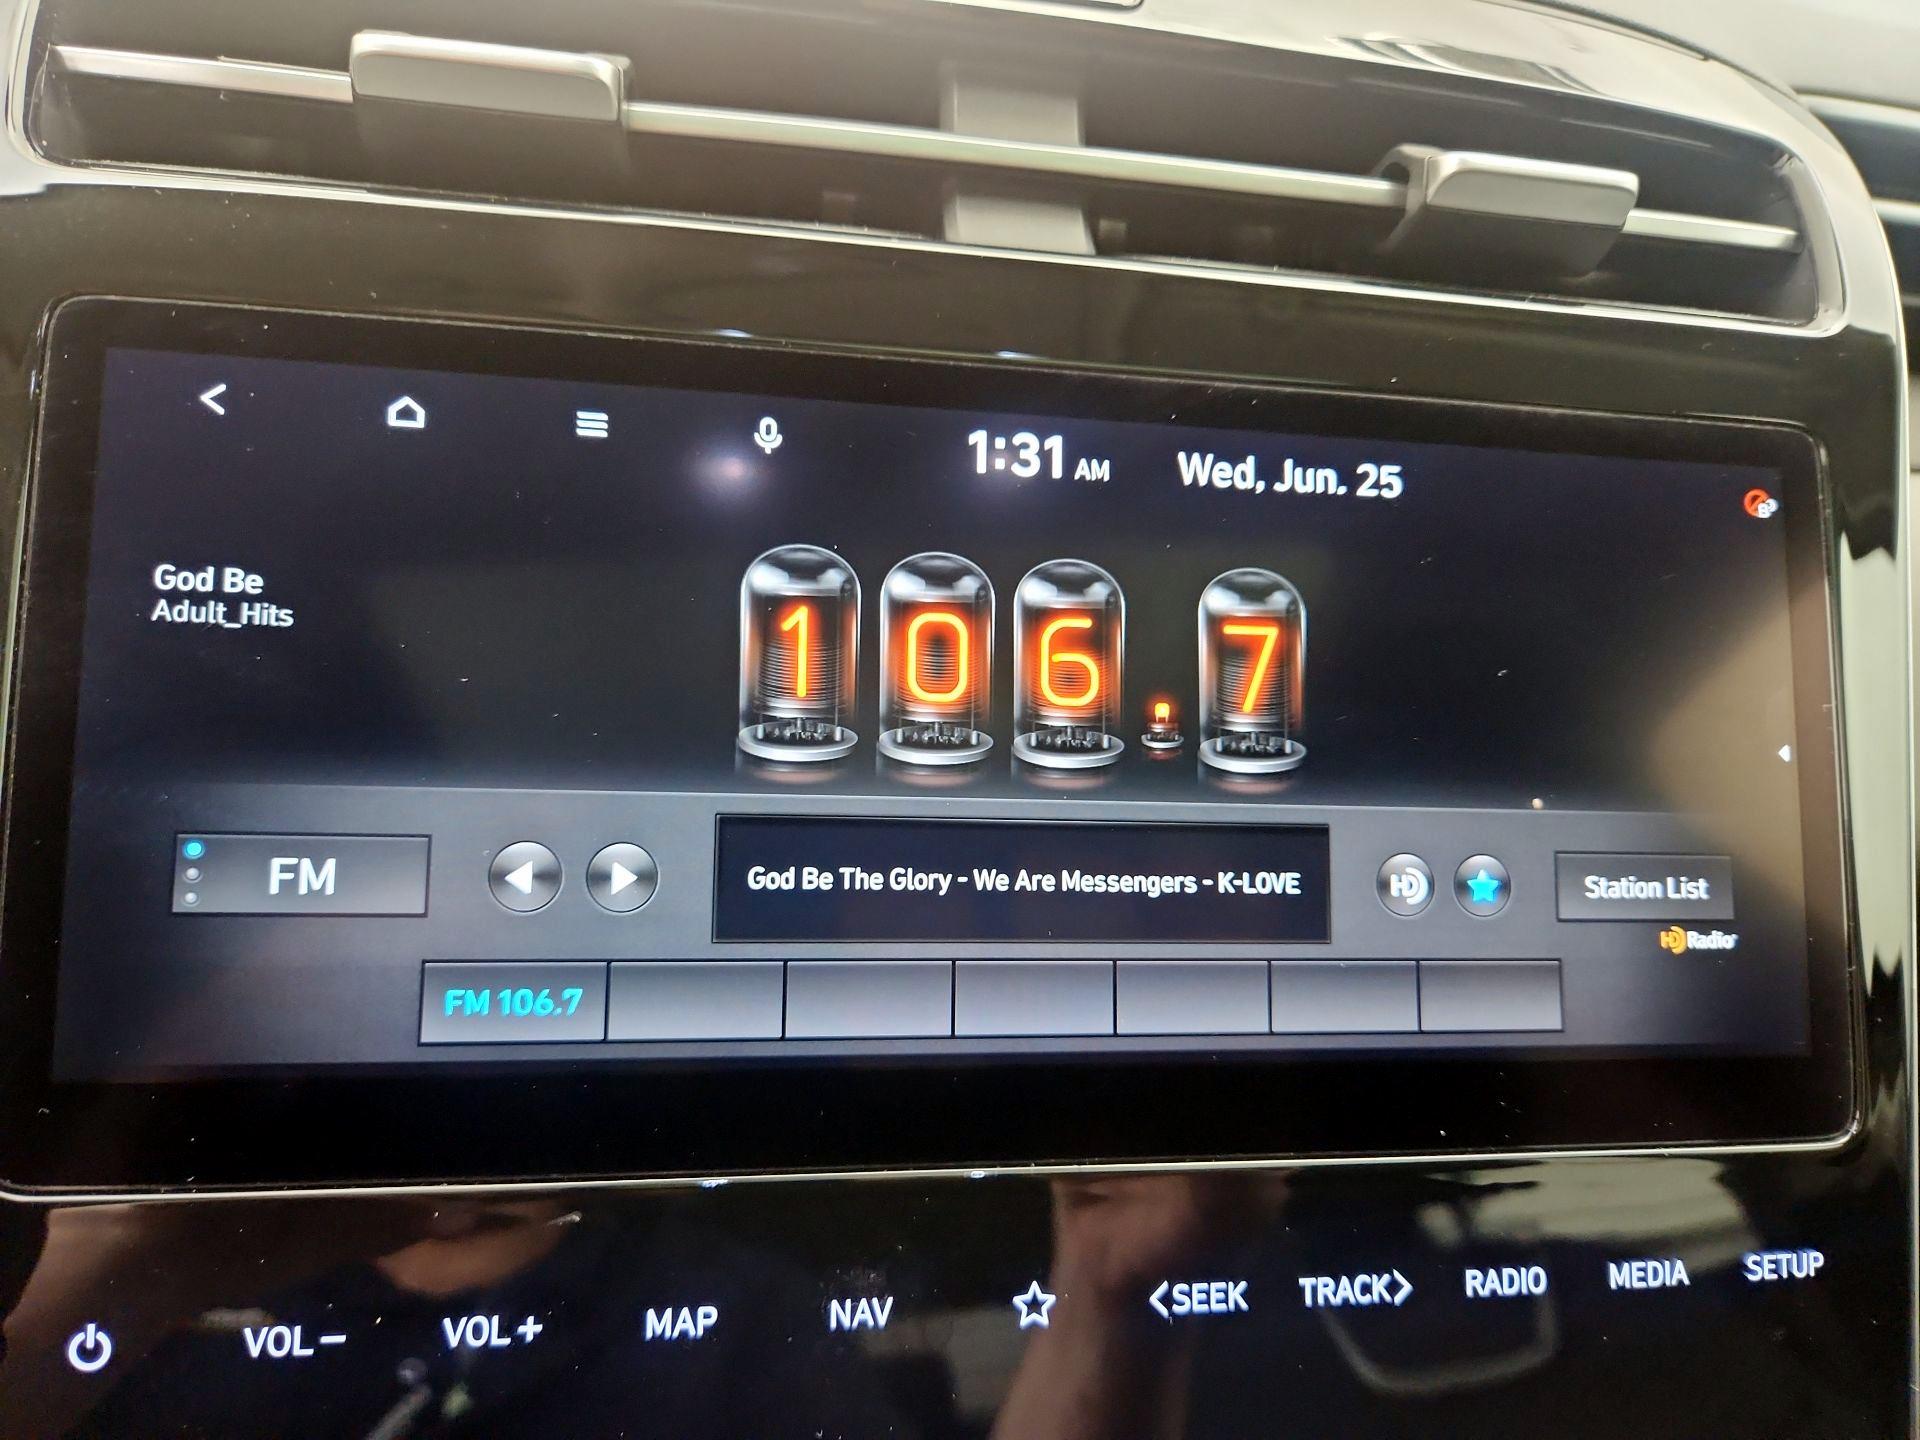 1:31 AM Wed, Jun. 25
God Be
Adult_Hits
106.7
FM
God Be The Glory - We Are Messengers - K-LOVE
HD
Station List
HD Radio
FM 106.7
VOL - VOL + MAP NAV <SEEK TRACK> RADIO MEDIA SETUP